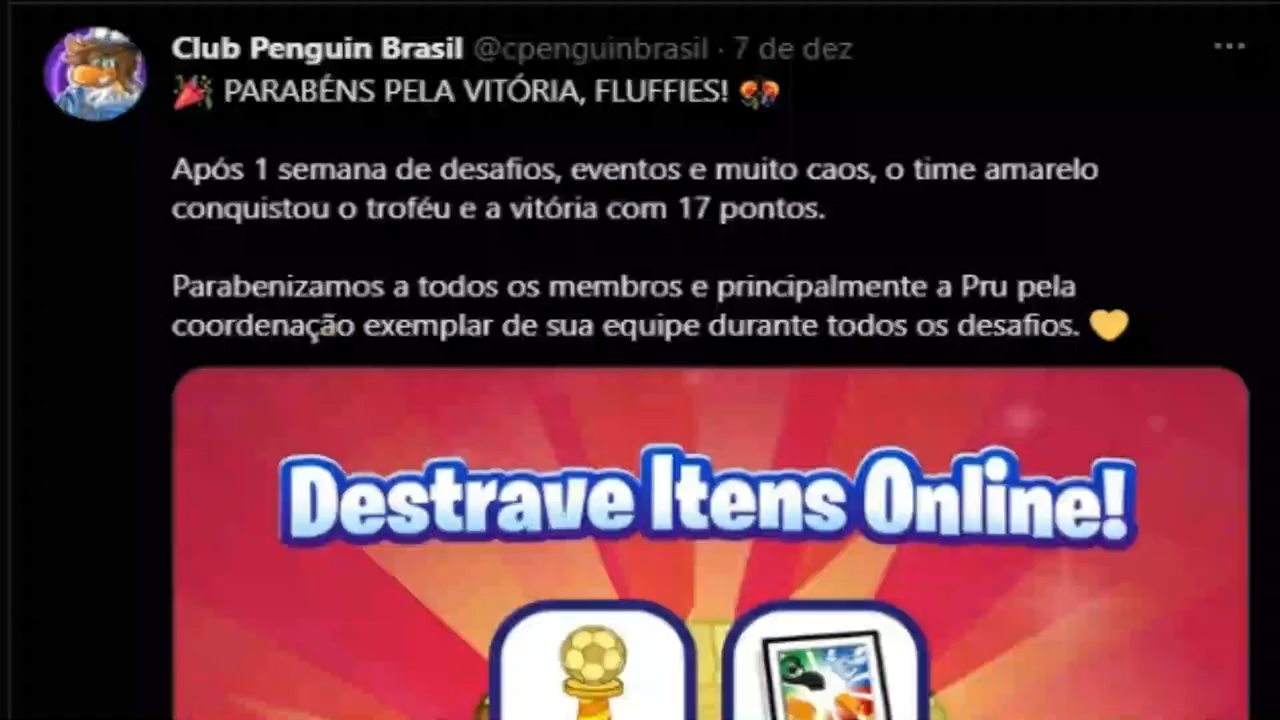 Club Penguin Brasil @cpenguinbrasil · 7 de dez
🎉 PARABÉNS PELA VITÓRIA, FLUFFIES! 🎊
Após 1 semana de desafios, eventos e muito caos, o time amarelo
conquistou o troféu e a vitória com 17 pontos.
Parabenizamos a todos os membros e principalmente a Pru pela
coordenação exemplar de sua equipe durante todos os desafios. 💛
Destrave Itens Online!